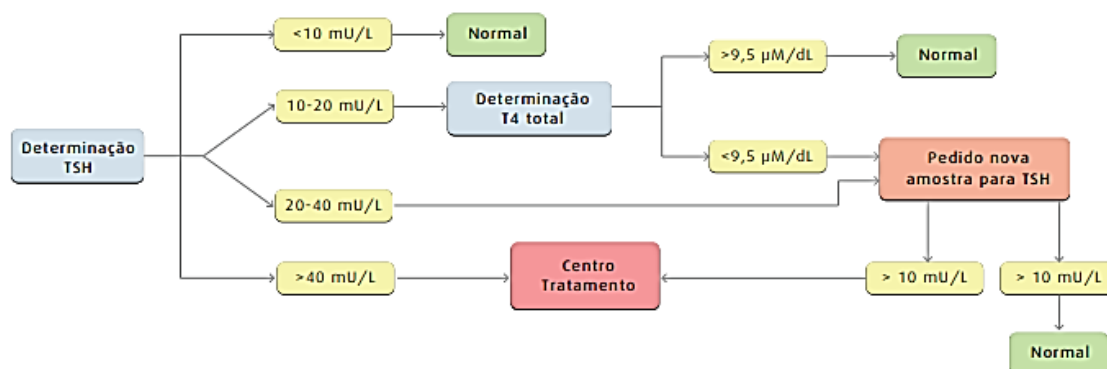 <10 mU/L
Normal
>9,5 µM/dL
Normal
10-20 mU/L
Determinação
T4 total
Determinação
TSH
<9,5 µM/dL
Pedido nova
amostra para TSH
20-40 mU/L
>40 mU/L
Centro
Tratamento
> 10 mU/L
> 10 mU/L
Normal